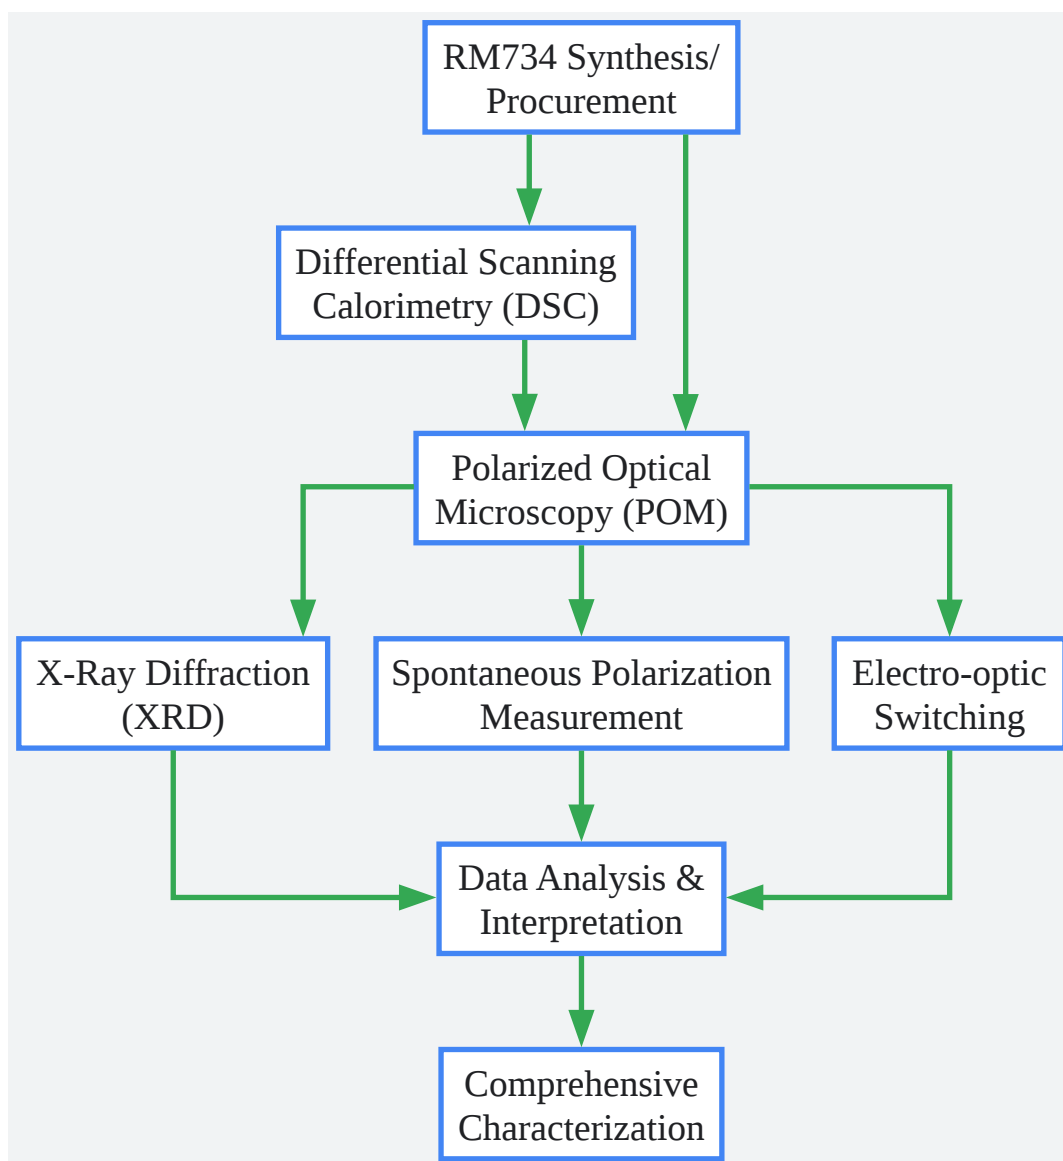 RM734 Synthesis/
Procurement
Differential Scanning
Calorimetry (DSC)
Polarized Optical
Microscopy (POM)
X-Ray Diffraction
(XRD)
Spontaneous Polarization
Measurement
Electro-optic
Switching
Data Analysis &
Interpretation
Comprehensive
Characterization